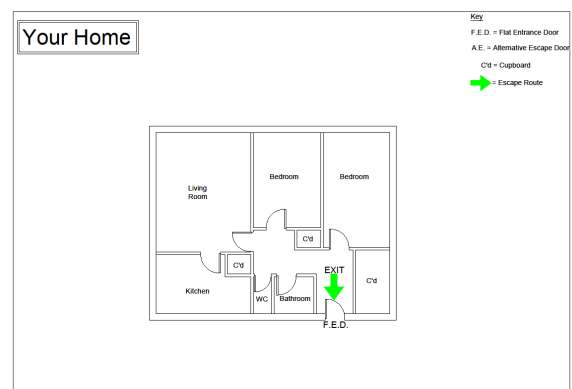 Your Home
Key
F.E.D. = Flat Entrance Door
A.E. = Alternative Escape Door
C'd = Cupboard
= Escape Route
Bedroom
Bedroom
Living
Room
C'd
C'd
EXIT
C'd
Kitchen
WC
Bathroom
F.E.D.